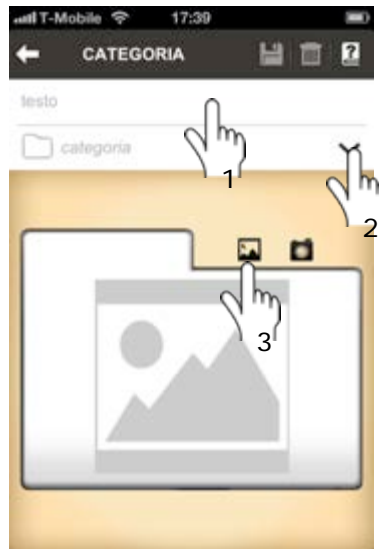 T-Mobile 17:39
CATEGORIA
?
testo
categoria
1
2
3